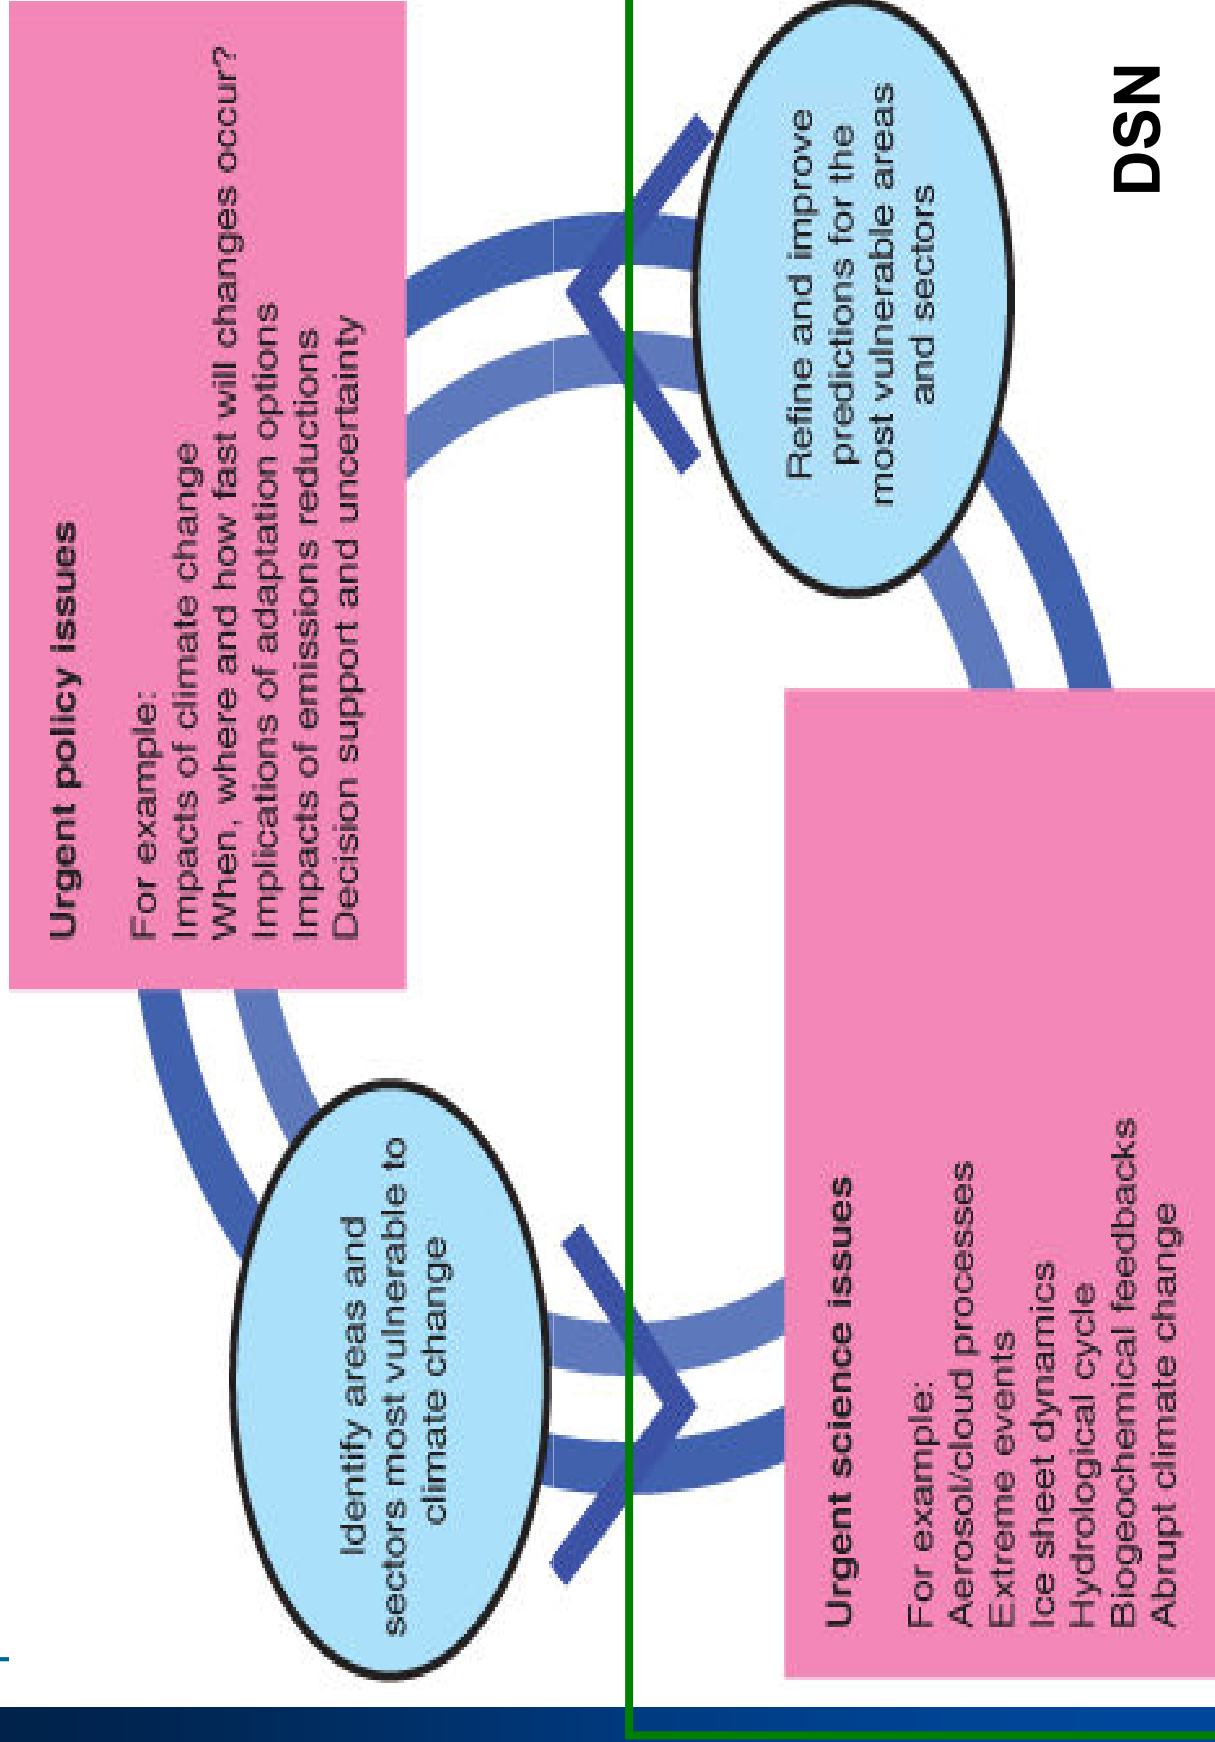 Urgent policy issues
For example:
Impacts of climate change
When, where and how fast will changes occur?
Implications of adaptation options
Impacts of emissions reductions
Decision support and uncertainty
Identify areas and
sectors most vulnerable to
climate change
Refine and improve
predictions for the
most vulnerable areas
and sectors
Urgent science issues
For example:
Aerosol/cloud processes
Extreme events
Ice sheet dynamics
Hydrological cycle
Biogeochemical feedbacks
Abrupt climate change
DSN